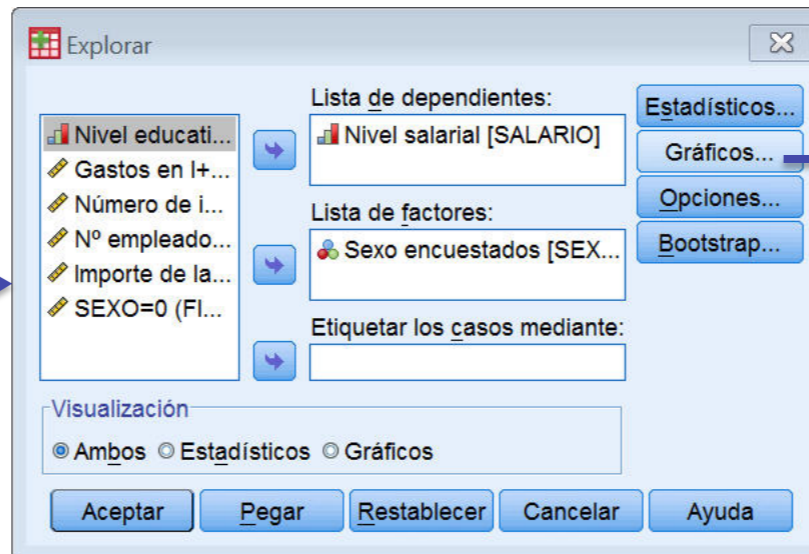 Explorar
Lista de dependientes:
Nivel educati...
Gastos en I+...
Número de i...
Nº empleado...
Importe de la...
SEXO=0 (FI...
Nivel salarial [SALARIO]
Lista de factores:
Sexo encuestados [SEX...
Etiquetar los casos mediante:
Estadísticos...
Gráficos...
Opciones...
Bootstrap...
Visualización
Ambos Estadísticos Gráficos
Aceptar Pegar Restablecer Cancelar Ayuda